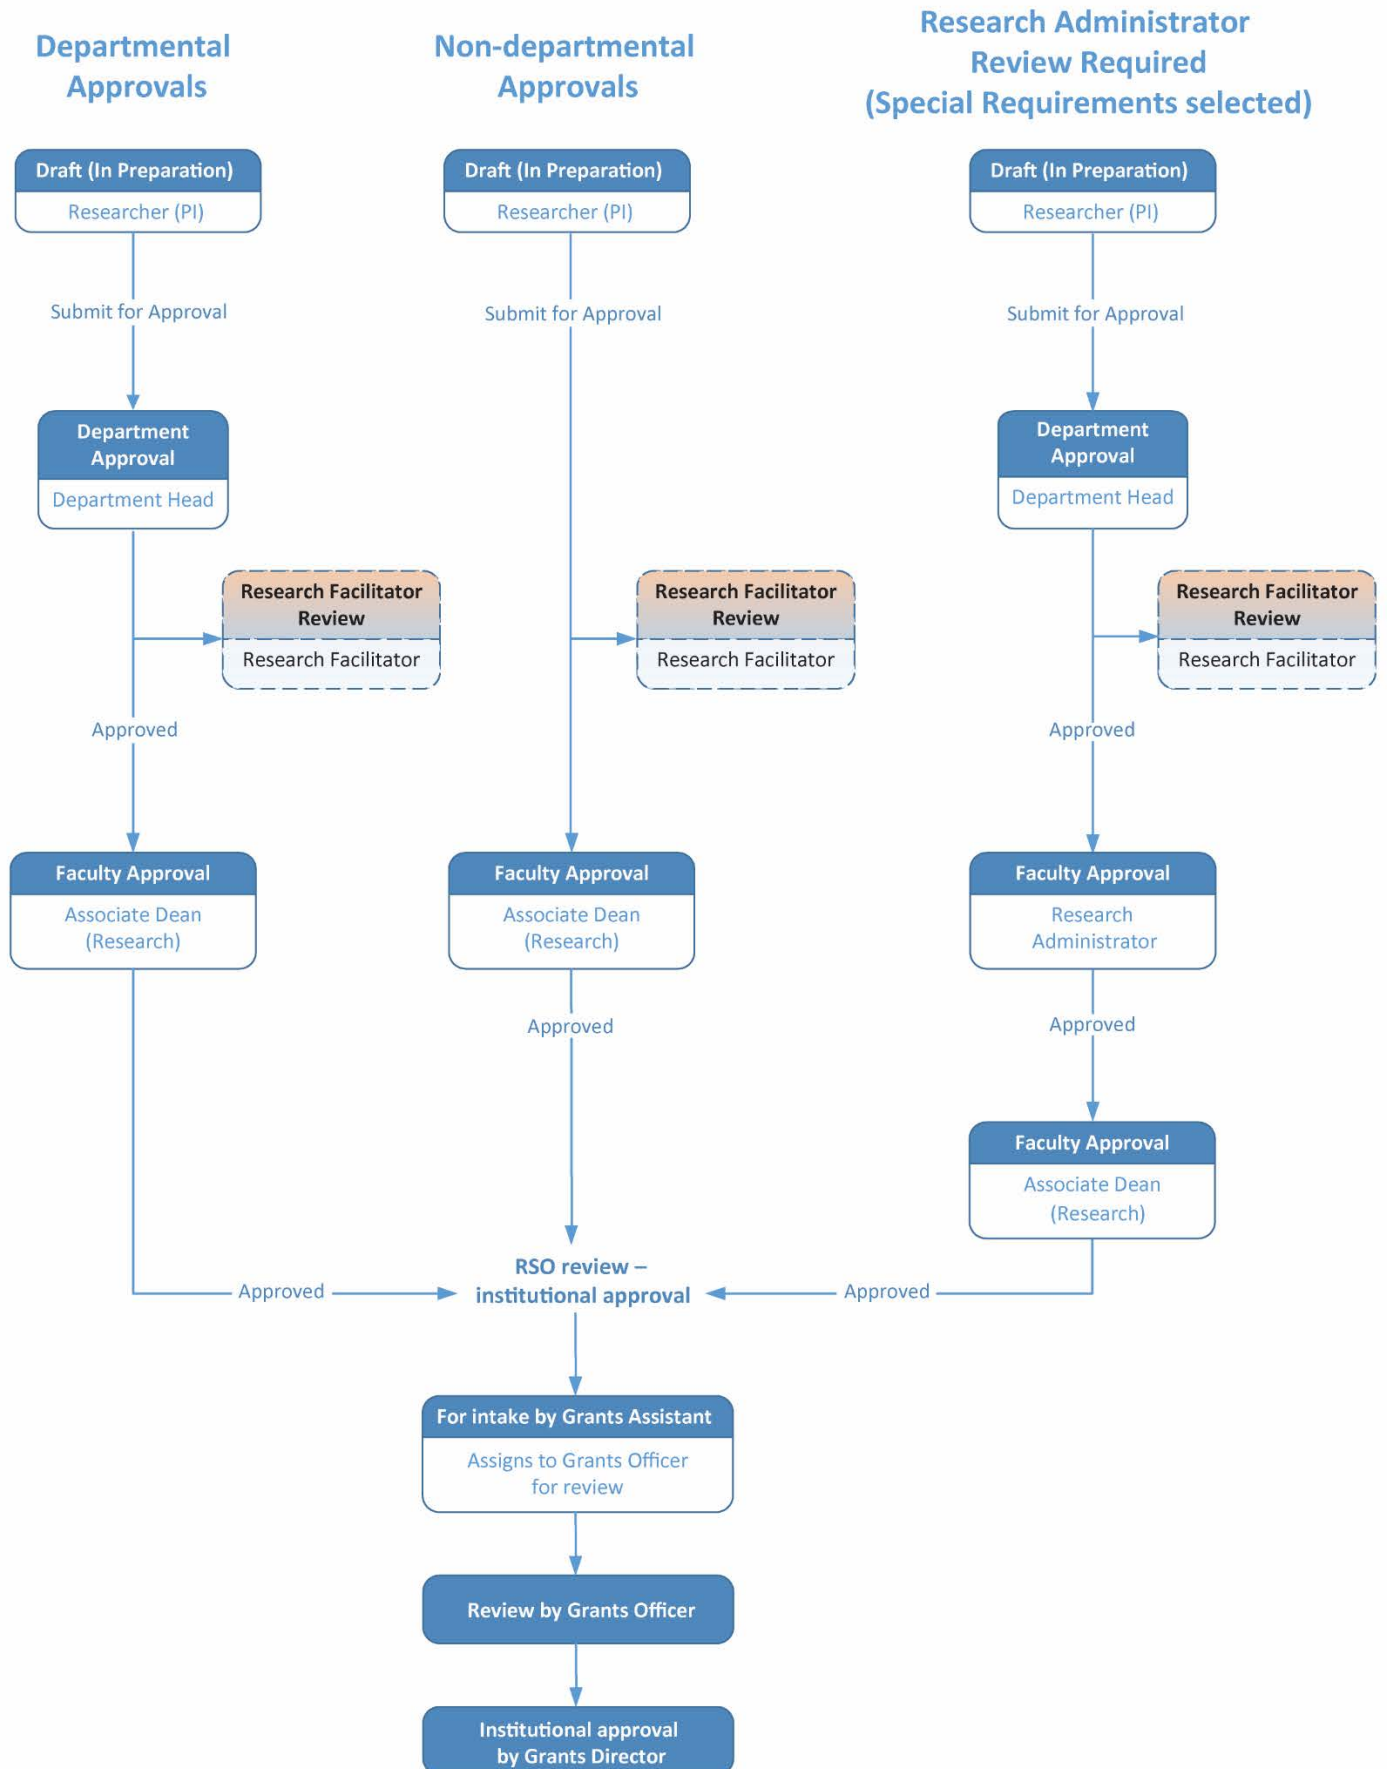 Departmental
Approvals
Non-departmental
Approvals
Research Administrator
Review Required
(Special Requirements selected)
Draft (In Preparation)
Researcher (PI)
Draft (In Preparation)
Researcher (PI)
Draft (In Preparation)
Researcher (PI)
Submit for Approval
Submit for Approval
Submit for Approval
Department
Approval
Department Head
Department
Approval
Department Head
Research Facilitator
Review
Research Facilitator
Research Facilitator
Review
Research Facilitator
Research Facilitator
Review
Research Facilitator
Approved
Approved
Faculty Approval
Associate Dean
(Research)
Faculty Approval
Associate Dean
(Research)
Faculty Approval
Research
Administrator
Approved
Approved
Faculty Approval
Associate Dean
(Research)
Approved
RSO review –
institutional approval
Approved
For intake by Grants Assistant
Assigns to Grants Officer
for review
Review by Grants Officer
Institutional approval
by Grants Director